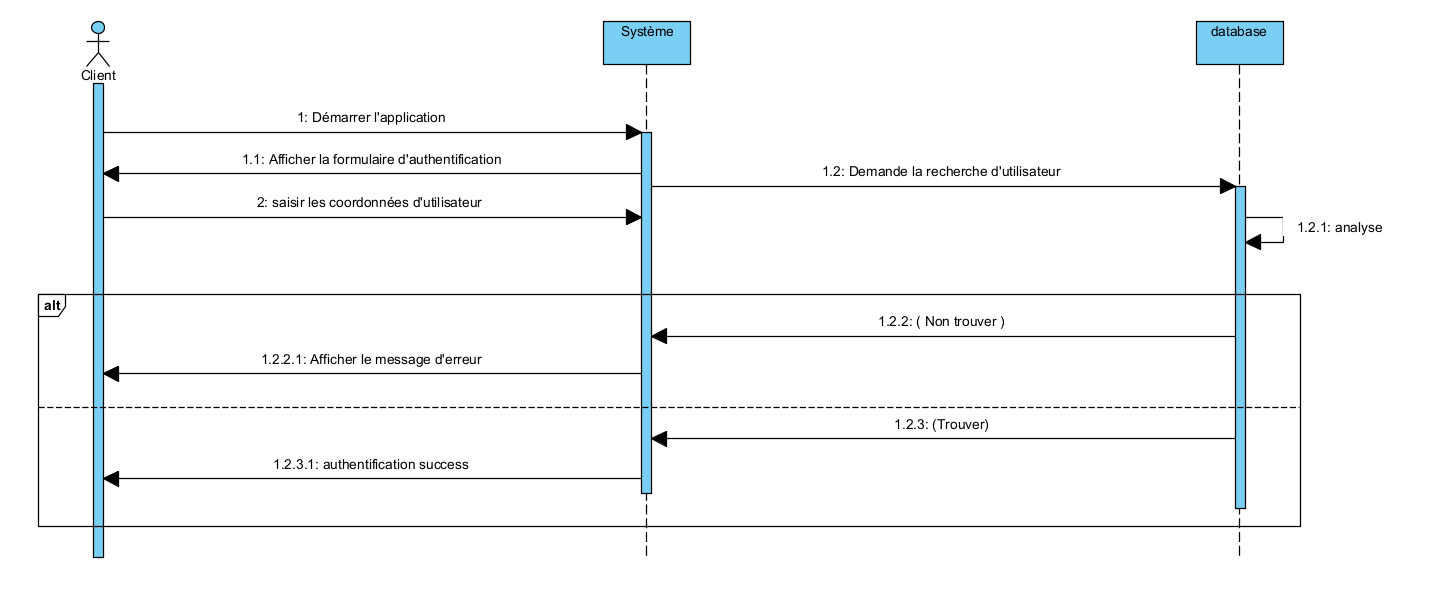 Client
Système
database
1: Démarrer l'application
1.1: Afficher la formulaire d'authentification
1.2: Demande la recherche d'utilisateur
2: saisir les coordonnées d'utilisateur
1.2.1: analyse
alt
1.2.2: ( Non trouver )
1.2.2.1: Afficher le message d'erreur
1.2.3: (Trouver)
1.2.3.1: authentification success